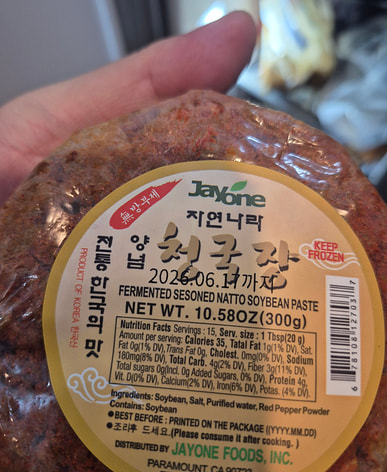 無방부제
Jayone
자연나라
양념
청국장
전통 한국의 맛
PRODUCT OF KOREA 한국산
KEEP
FROZEN
2026.06.17까지
FERMENTED SESONED NATTO SOYBEAN PASTE
NET WT. 10.58OZ(300g)
Nutrition Facts Servings : 15, Serv. size : 1 Tbsp(20 g)
Amount per serving: Calories 35, Total Fat 1g(1% DV), Sat.
Fat 0g(1% DV), Trans Fat 0g, Cholest. 0mg(0% DV), Sodium
180mg(8% DV), Total Carb. 4g(2% DV), Fiber 3g(11% DV),
Total sugars 0g(Incl. 0g Added Sugars, 0% DV), Protein 4g,
Vit. D(0% DV), Calcium(2% DV), Iron(6% DV), Potas. (4% DV).
Ingredients: Soybean, Salt, Purified water, Red Pepper Powder
Contains: Soybean
●BEST BEFORE : PRINTED ON THE PACKAGE ((YYYY.MM.DD)
●조리후 드세요.(Please consume it after cooking. )
DISTRIBUTED BY JAYONE FOODS, INC.
PARAMOUNT CA 90723